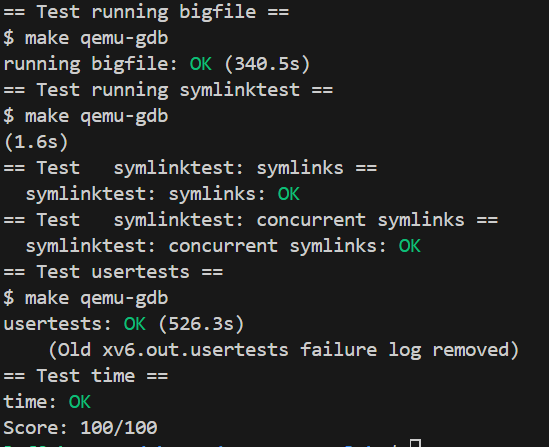 == Test running bigfile ==
$ make qemu-gdb
running bigfile: OK (340.5s)
== Test running symlinktest ==
$ make qemu-gdb
(1.6s)
== Test   symlinktest: symlinks ==
  symlinktest: symlinks: OK
== Test   symlinktest: concurrent symlinks ==
  symlinktest: concurrent symlinks: OK
== Test usertests ==
$ make qemu-gdb
usertests: OK (526.3s)
    (Old xv6.out.usertests failure log removed)
== Test time ==
time: OK
Score: 100/100